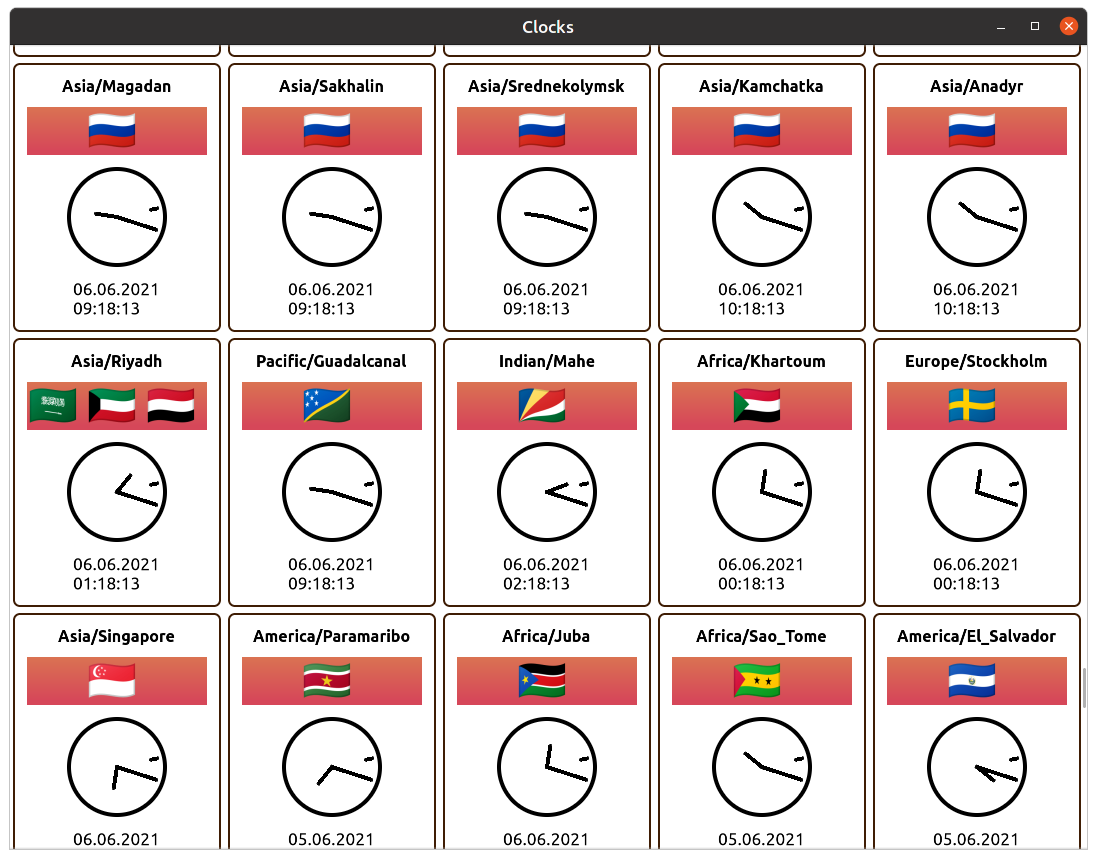 Clocks
Asia/Magadan
06.06.2021
09:18:13
Asia/Sakhalin
06.06.2021
09:18:13
Asia/Srednekolymsk
06.06.2021
09:18:13
Asia/Kamchatka
06.06.2021
10:18:13
Asia/Anadyr
06.06.2021
10:18:13
Asia/Riyadh
06.06.2021
01:18:13
Pacific/Guadalcanal
06.06.2021
09:18:13
Indian/Mahe
06.06.2021
02:18:13
Africa/Khartoum
06.06.2021
00:18:13
Europe/Stockholm
06.06.2021
00:18:13
Asia/Singapore
06.06.2021
America/Paramaribo
05.06.2021
Africa/Juba
06.06.2021
Africa/Sao_Tome
05.06.2021
America/El_Salvador
05.06.2021